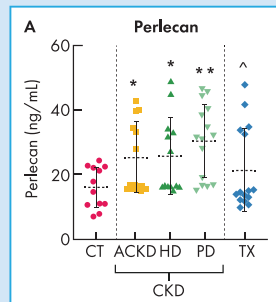 A Perlecan
Perlecan (ng/mL)
60
40
20
0
* * ** ^
CT ACKD HD PD TX
CKD